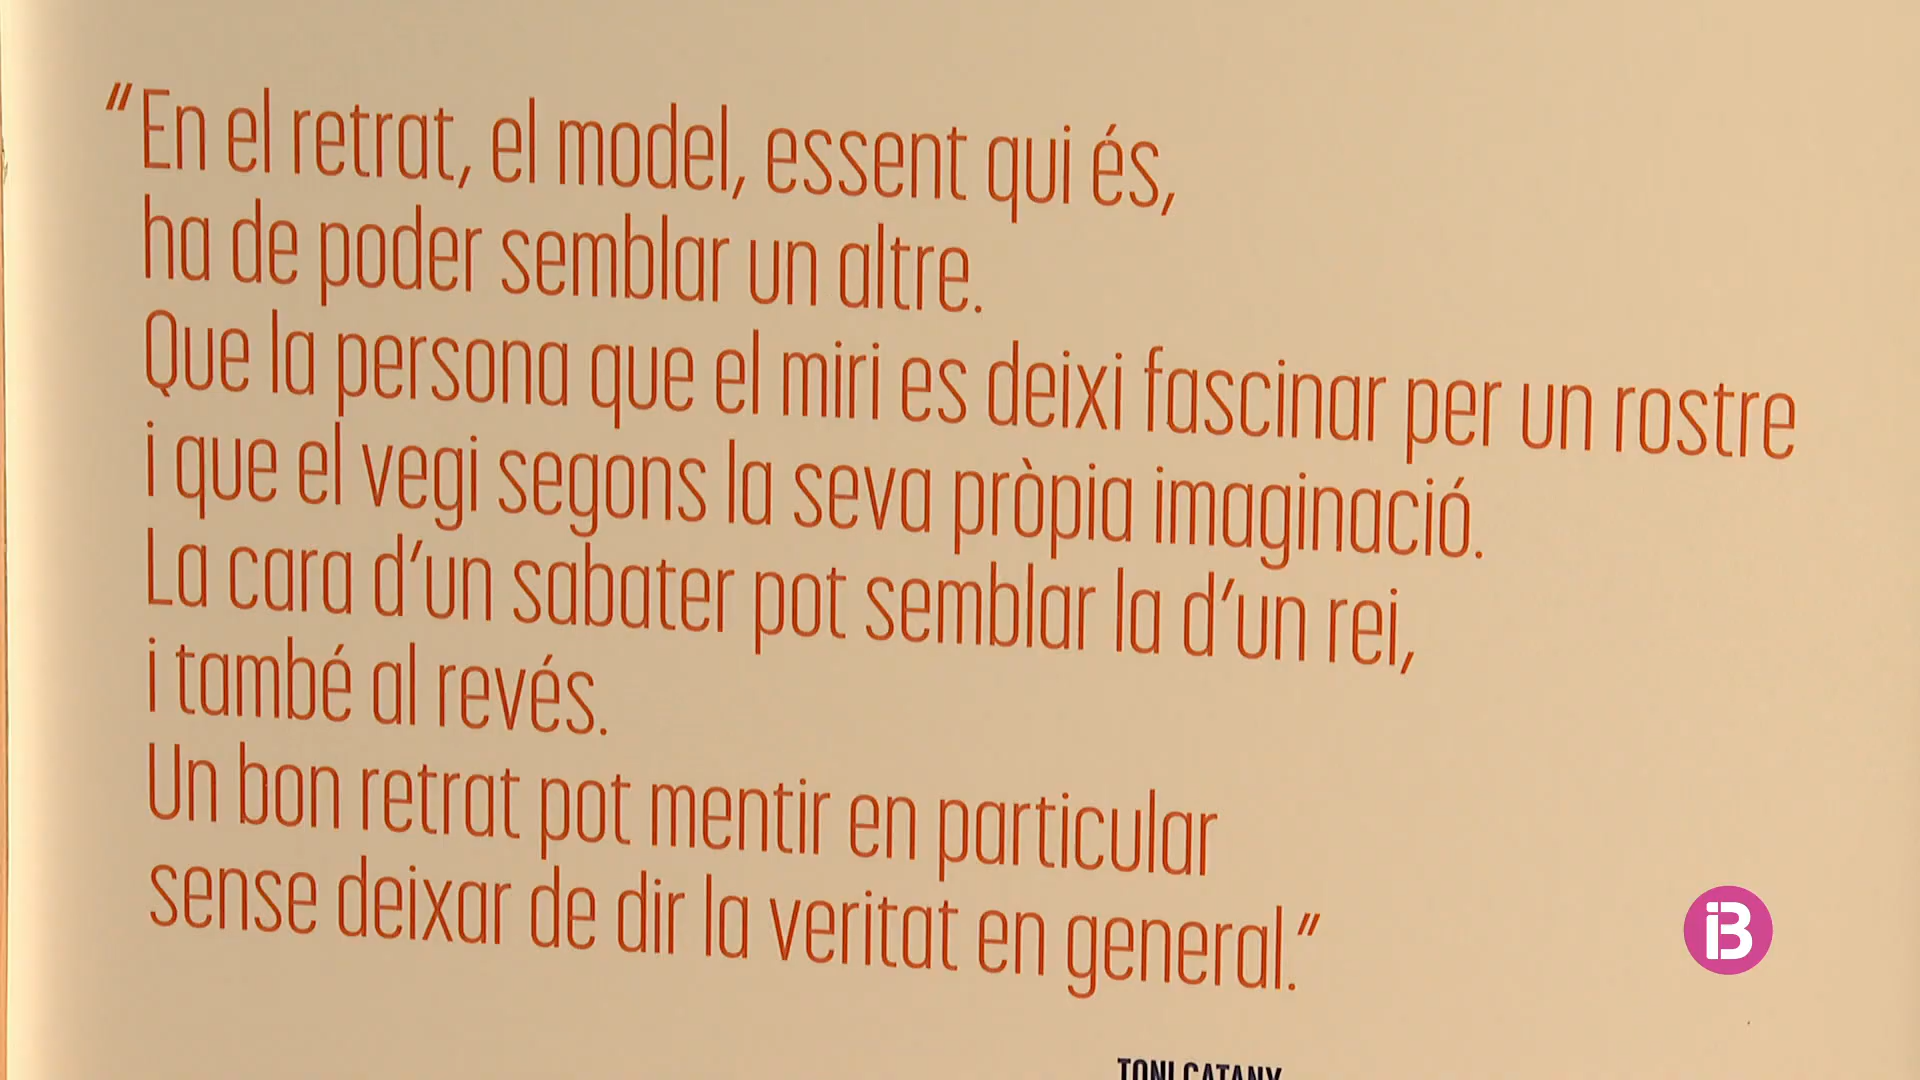 “En el retrat, el model, essent qui és,
ha de poder semblar un altre.
Que la persona que el miri es deixi fascinar per un rostre
i que el vegi segons la seva pròpia imaginació.
La cara d’un sabater pot semblar la d’un rei,
i també al revés.
Un bon retrat pot mentir en particular
sense deixar de dir la veritat en general.”
IB
TONI CATANY